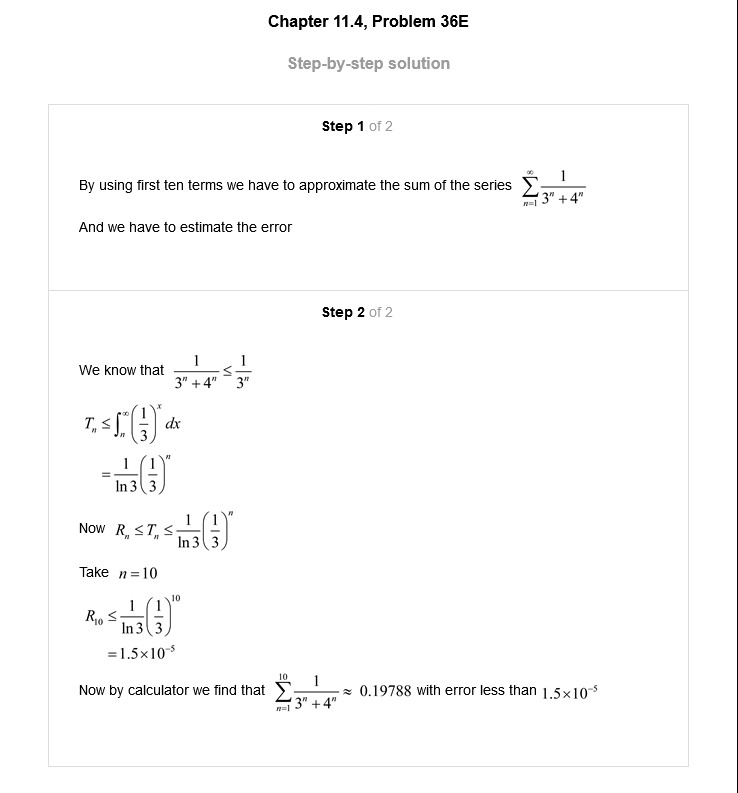 Chapter 11.4, Problem 36E
Step-by-step solution
Step 1 of 2
By using first ten terms we have to approximate the sum of the series $\sum_{n=1}^{\infty} \frac{1}{3^n + 4^n}$
And we have to estimate the error
Step 2 of 2
We know that $\frac{1}{3^n + 4^n} \leq \frac{1}{3^n}$
$T_n \leq \int_n^{\infty} \left(\frac{1}{3}\right)^x dx$
$= \frac{1}{\ln 3} \left(\frac{1}{3}\right)^n$
Now $R_n \leq T_n \leq \frac{1}{\ln 3} \left(\frac{1}{3}\right)^n$
Take $n = 10$
$R_{10} \leq \frac{1}{\ln 3} \left(\frac{1}{3}\right)^{10}$
$= 1.5 \times 10^{-5}$
Now by calculator we find that $\sum_{n=1}^{10} \frac{1}{3^n + 4^n} \approx$ 0.19788 with error less than $1.5 \times 10^{-5}$